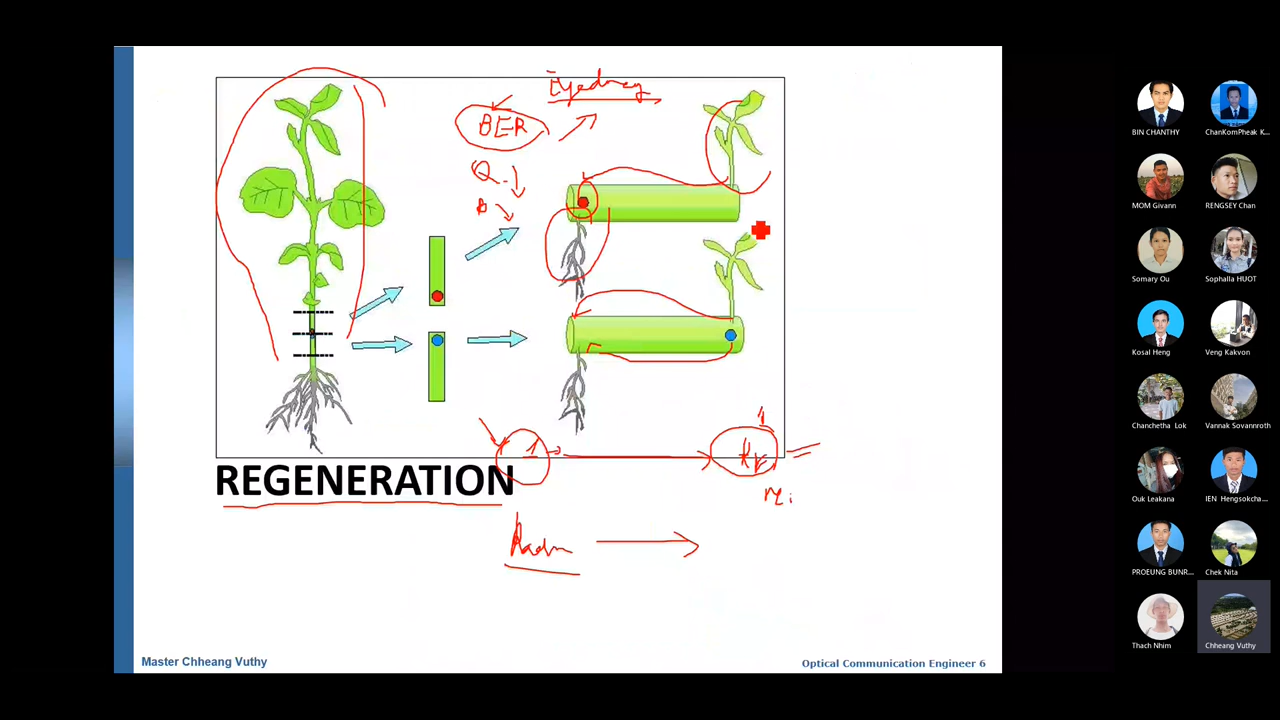 BER
Q
REGENERATION
1
1
Master Chheang Vuthy
Optical Communication Engineer 6
BIN CHANTHY
ChanKomPheak K...
MOM Givann
RENGSEY Chan
Somary Ou
Sophalla HUOT
Kosal Heng
Veng Kakvon
Chanchetha Lok
Vannak Sovannroth
Ouk Leakana
IEN Hengsokcha...
PROEUNG BUNR...
Chek Nita
Thach Nhim
Chheang Vuthy